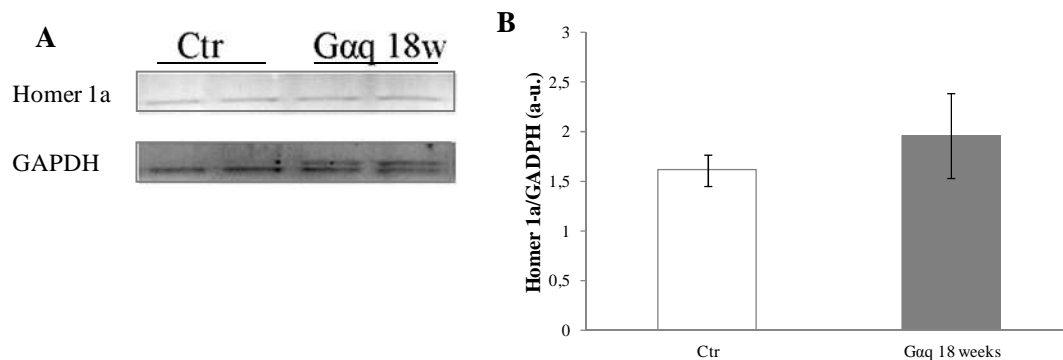 A
Ctr Gαq 18w
Homer 1a
GAPDH
B
Homer 1a/GADPH (a-u.)
3
2,5
2
1,5
1
0,5
0
Ctr Gαq 18 weeks